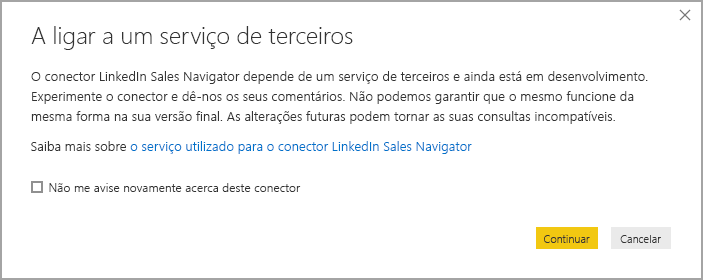 A ligar a um serviço de terceiros
O conector LinkedIn Sales Navigator depende de um serviço de terceiros e ainda está em desenvolvimento.
Experimente o conector e dê-nos os seus comentários. Não podemos garantir que o mesmo funcione da
mesma forma na sua versão final. As alterações futuras podem tornar as suas consultas incompatíveis.
Saiba mais sobre o serviço utilizado para o conector LinkedIn Sales Navigator
Não me avise novamente acerca deste conector
Continuar Cancelar